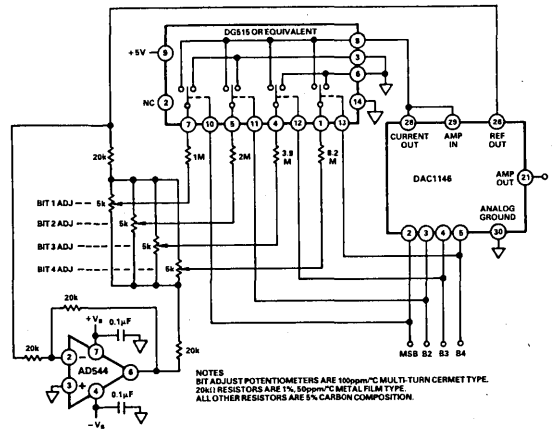 DG515 OR EQUIVALENT
+5V
9
8
3
6
NC
2
14
7
10
5
11
4
12
1
13
28
29
26
CURRENT OUT
AMP IN
REF OUT
20k
1M
2M
3.9 M
8.2 M
DAC1146
AMP OUT
21
ANALOG GROUND
30
BIT 1 ADJ
5k
BIT 2 ADJ
5k
BIT 3 ADJ
5k
BIT 4 ADJ
5k
2
3
4
5
20k
+Vs
0.1µF
20k
20k
2
7
AD544
6
3
4
0.1µF
-Vs
MSB
B2
B3
B4
NOTES
BIT ADJUST POTENTIOMETERS ARE 100ppm/°C MULTI-TURN CERMET TYPE.
20kΩ RESISTORS ARE 1%, 50ppm/°C METAL FILM TYPE.
ALL OTHER RESISTORS ARE 5% CARBON COMPOSITION.